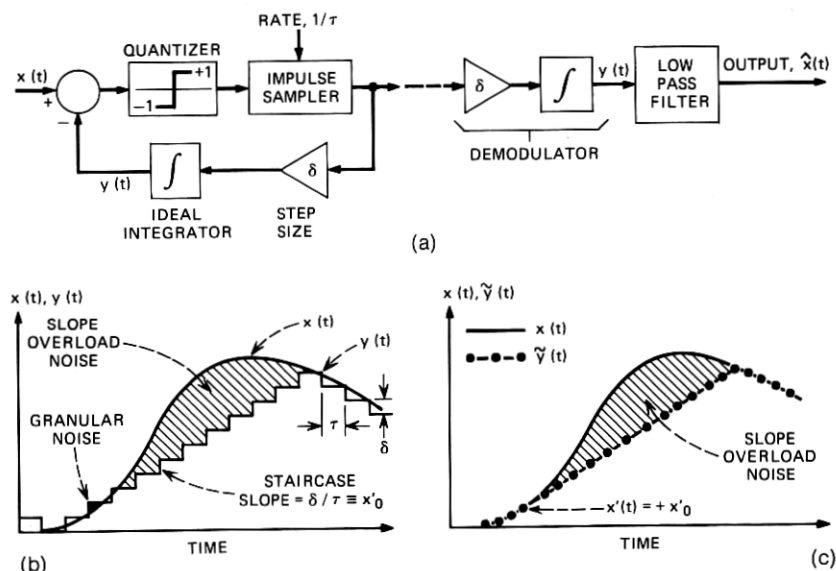 RATE, 1/τ
QUANTIZER
x (t)
+
−
+1
−1
IMPULSE
SAMPLER
δ
∫
y (t)
LOW
PASS
FILTER
OUTPUT, x̂(t)
DEMODULATOR
y (t)
∫
δ
IDEAL
INTEGRATOR
STEP
SIZE
(a)
x (t), y (t)
SLOPE
OVERLOAD
NOISE
x (t)
y (t)
GRANULAR
NOISE
τ
δ
STAIRCASE
SLOPE = δ / τ ≡ x′₀
TIME
(b)
x (t), ỹ (t)
x (t)
ỹ (t)
SLOPE
OVERLOAD
NOISE
x′(t) = + x′₀
TIME
(c)